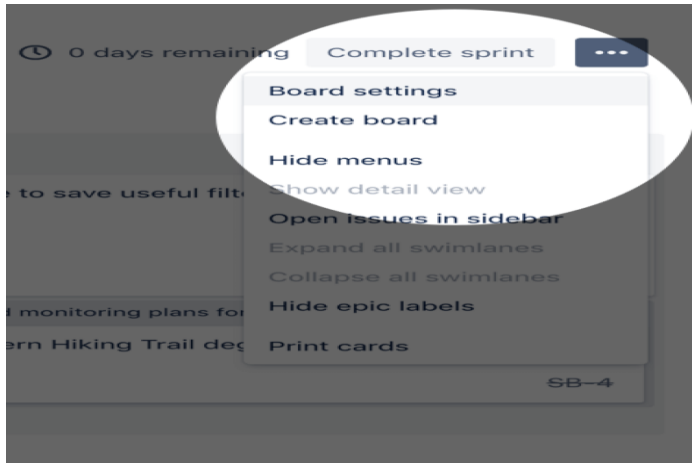 0 days remaining Complete sprint
Board settings
Create board
Hide menus
e to save useful filte
Show detail view
Open issues in sidebar
Expand all swimlanes
Collapse all swimlanes
d monitoring plans for
Hide epic labels
ern Hiking Trail deg
Print cards
SB-4